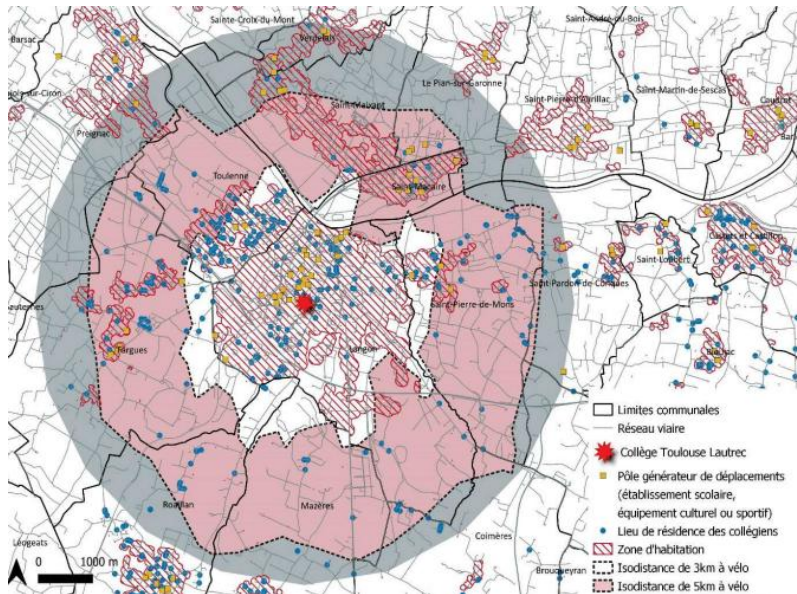 Sainte-Croix du Mont
Saint-André-du-Bois
Verdelais
Barsac
Le Pian-sur-Garonne
Saint-Martin-de-Sescas
Saint-Pierre-d'Aurillac
Caudrot
Saint-Maixant
Preignac
Toulenne
Saint-Macaire
Castets et Castillon
Saint-Loubert
Saint-Pardon de Conques
Saint-Pierre-de-Mons
Langon
Fargues
Bieujac
Roaillan
Mazères
Coimères
Léogeats
Brouqueyran
0 1000 m
Limites communales
Réseau viaire
Collège Toulouse Lautrec
Pôle générateur de déplacements
(établissement scolaire,
équipement culturel ou sportif)
Lieu de résidence des collégiens
Zone d'habitation
Isodistance de 3km à vélo
Isodistance de 5km à vélo